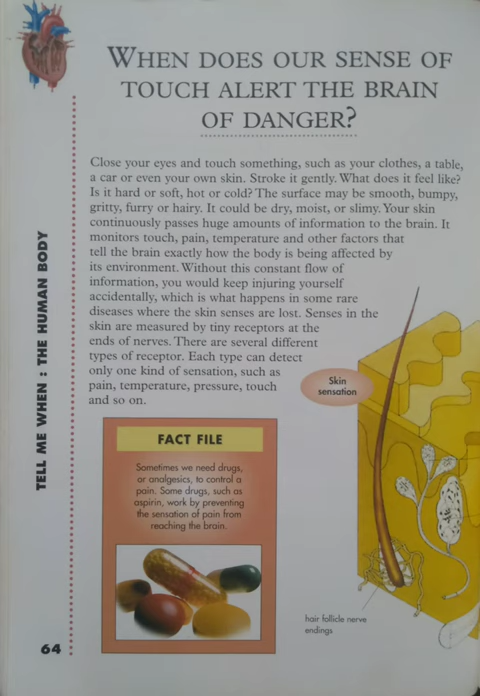 WHEN DOES OUR SENSE OF
TOUCH ALERT THE BRAIN
OF DANGER?
Close your eyes and touch something, such as your clothes, a table,
a car or even your own skin. Stroke it gently. What does it feel like?
Is it hard or soft, hot or cold? The surface may be smooth, bumpy,
gritty, furry or hairy. It could be dry, moist, or slimy. Your skin
continuously passes huge amounts of information to the brain. It
monitors touch, pain, temperature and other factors that
tell the brain exactly how the body is being affected by
its environment. Without this constant flow of
information, you would keep injuring yourself
accidentally, which is what happens in some rare
diseases where the skin senses are lost. Senses in the
skin are measured by tiny receptors at the
ends of nerves. There are several different
types of receptor. Each type can detect
only one kind of sensation, such as
pain, temperature, pressure, touch
and so on.
Skin
sensation
FACT FILE
Sometimes we need drugs,
or analgesics, to control a
pain. Some drugs, such as
aspirin, work by preventing
the sensation of pain from
reaching the brain.
hair follicle nerve
endings
TELL ME WHEN : THE HUMAN BODY
64